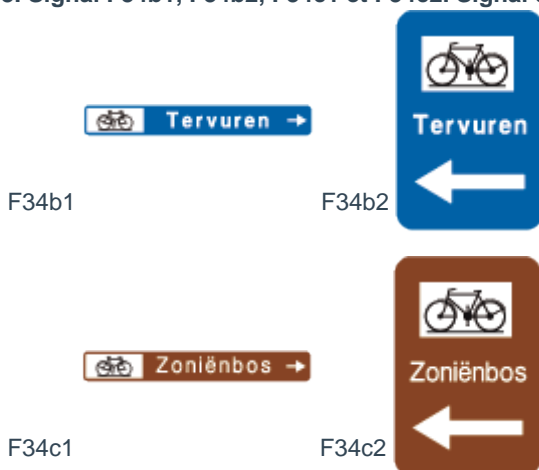 Signal F34b1, F34b2, F34c1 et F34c2. Signal
Tervuren
Tervuren
F34b1
F34b2
Zoniënbos
Zoniënbos
F34c1
F34c2